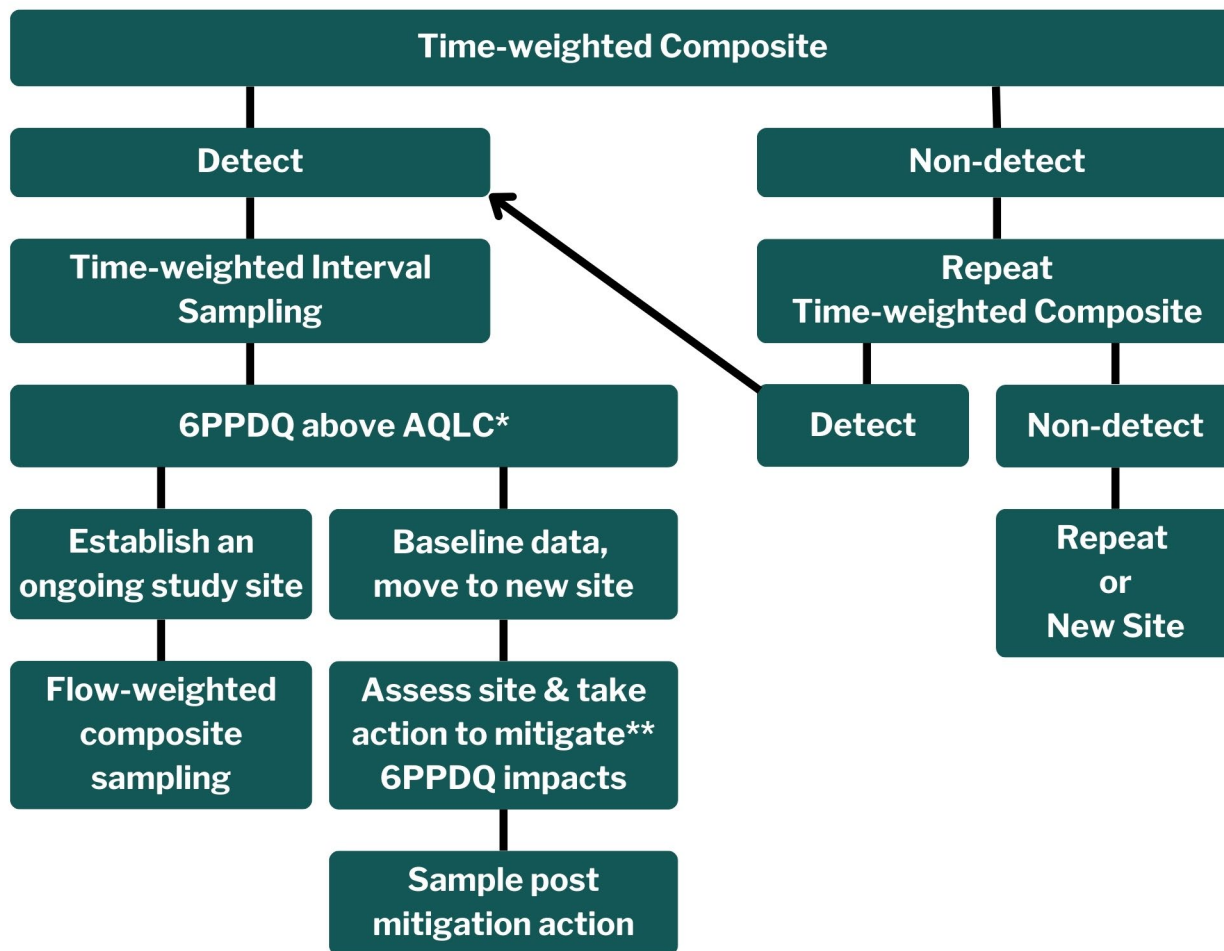 Time-weighted Composite
Detect
Non-detect
Time-weighted Interval
Sampling
Repeat
Time-weighted Composite
6PPDQ above AQLC*
Detect
Non-detect
Establish an
ongoing study site
Baseline data,
move to new site
Repeat
or
New Site
Flow-weighted
composite
sampling
Assess site & take
action to mitigate**
6PPDQ impacts
Sample post
mitigation action